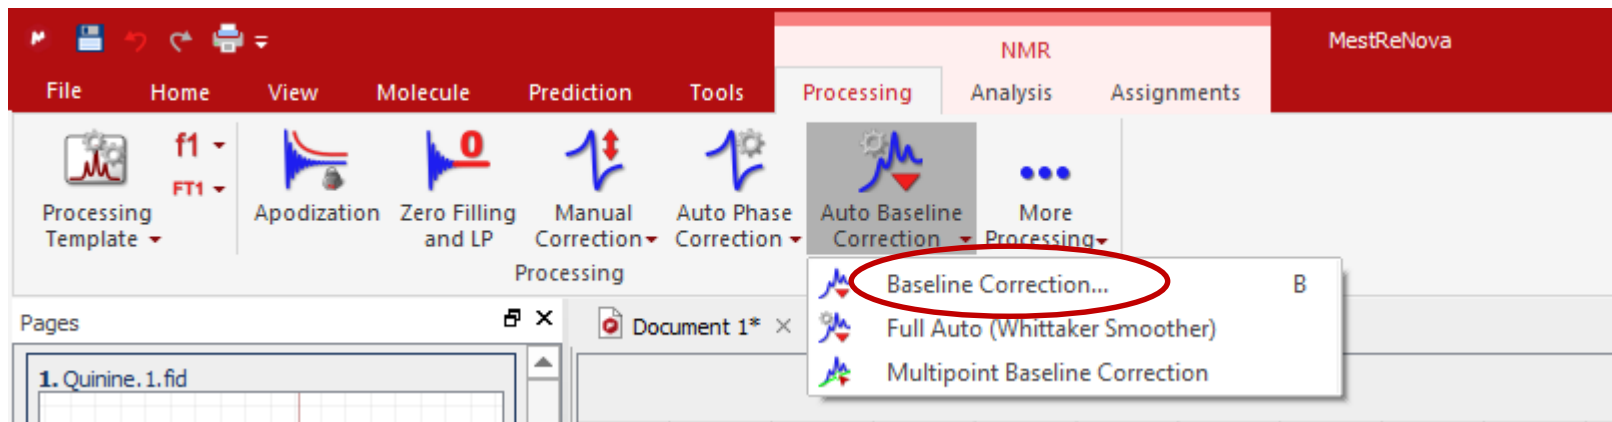 NMR
MestReNova
File Home View Molecule Prediction Tools Processing Analysis Assignments
f1
FT1
0
Processing Template
Apodization
Zero Filling and LP
Manual Correction
Auto Phase Correction
Auto Baseline Correction
More Processing
Processing
Baseline Correction... B
Full Auto (Whittaker Smoother)
Multipoint Baseline Correction
Pages
Document 1*
1. Quinine.1.fid